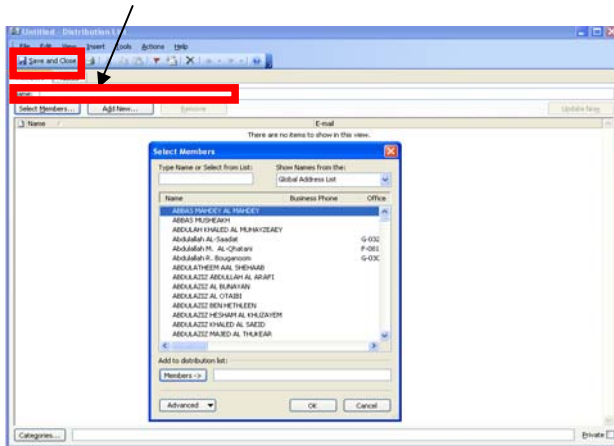 Untitled - Distribution List
File Edit View Insert Tools Actions Help
Save and Close
Name:
Select Members... Add New... Remove Update Now
Name E-mail
There are no items to show in this view.
Select Members
Type Name or Select from List: Show Names from the:
Global Address List
Name Business Phone Office
ABBAS MAHDEY AL MAHDEY
ABBAS MUSHEAKH
ABDULAH KHALED AL MUHAYZEAEY
Abdulallah AL-Saadat G-032
Abdulallah M. AL-Qhatani F-081
Abdulallah R. Bouganoom G-03C
ABDULATHEEM AAL SHEHAAB
ABDULAZIZ ABDULLAH AL ARAFI
ABDULAZIZ AL BUNAYAN
ABDULAZIZ AL OTAIBI
ABDULAZIZ BEN HETHLEEN
ABDULAZIZ HESHAM AL KHUZAYEM
ABDULAZIZ KHALED AL SAEID
ABDULAZIZ MAJED AL THUKEAR
Add to distribution list:
Members ->
Advanced OK Cancel
Categories... Private